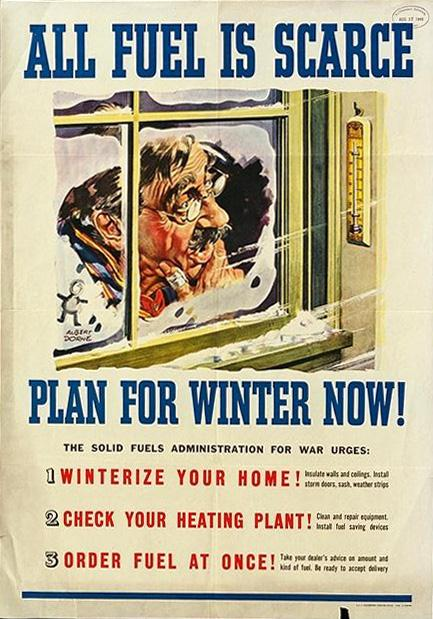 ALL FUEL IS SCARCE
ALBERT
DORNE
PLAN FOR WINTER NOW!
THE SOLID FUELS ADMINISTRATION FOR WAR URGES:
1 WINTERIZE YOUR HOME! Insulate walls and ceilings. Install
storm doors, sash, weather strips
2 CHECK YOUR HEATING PLANT! Clean and repair equipment.
Install fuel saving devices
3 ORDER FUEL AT ONCE! Take your dealer's advice on amount and
kind of fuel. Be ready to accept delivery